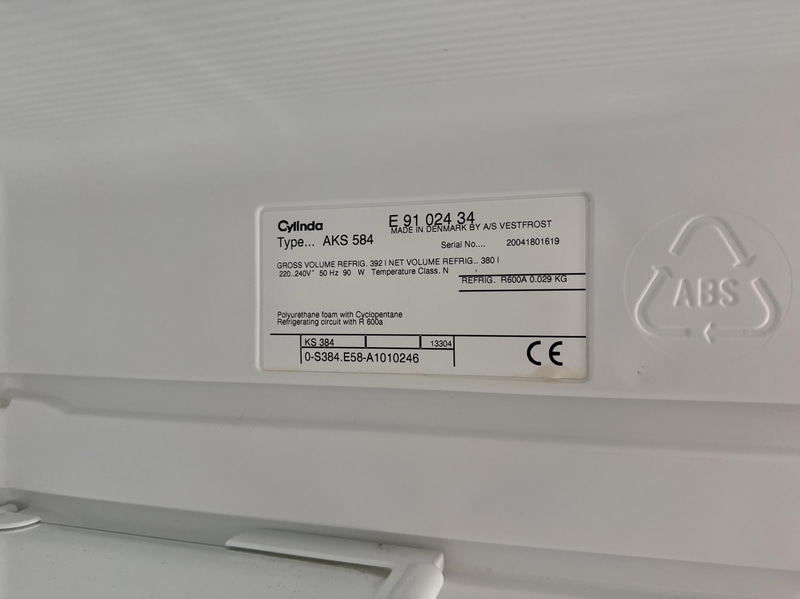 Cylinda
E 91 024 34
MADE IN DENMARK BY A/S VESTFROST
Type... AKS 584
Serial No.... 20041801619
GROSS VOLUME REFRIG. 392 l NET VOLUME REFRIG.. 380 l
220..240V~ 50 Hz 90 W Temperature Class. N
REFRIG. R600A 0.029 KG
Polyurethane foam with Cyclopentane
Refrigerating circuit with R 600a
KS 384 13304
0-S384.E58-A1010246
CE
ABS